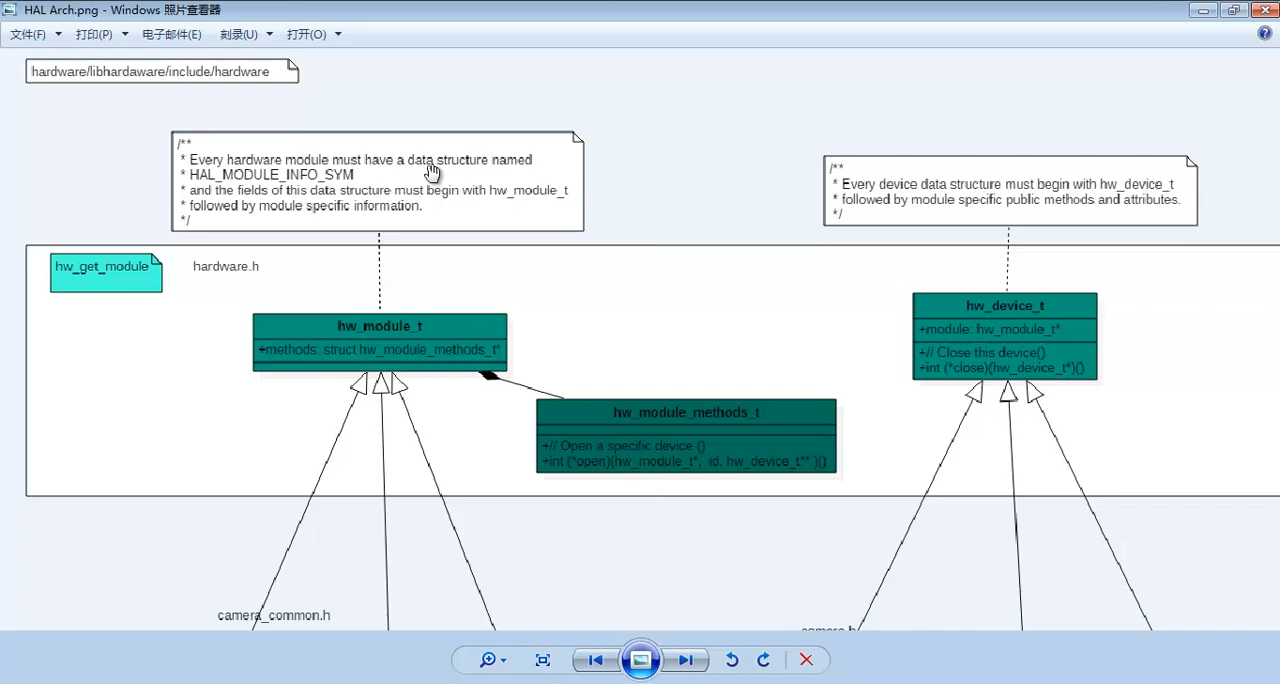 HAL Arch.png - Windows 照片查看器
文件(F) 打印(P) 电子邮件(E) 刻录(U) 打开(O)
hardware/libhardaware/include/hardware
/**
* Every hardware module must have a data structure named
* HAL_MODULE_INFO_SYM
* and the fields of this data structure must begin with hw_module_t
* followed by module specific information.
*/
/**
* Every device data structure must begin with hw_device_t
* followed by module specific public methods and attributes.
*/
hw_get_module
hardware.h
hw_module_t
+methods: struct hw_module_methods_t*
hw_device_t
+module: hw_module_t*
+// Close this device()
+int (*close)(hw_device_t*)()
hw_module_methods_t
+// Open a specific device ()
+int (*open)(hw_module_t*, id, hw_device_t** )()
camera_common.h
camera.h